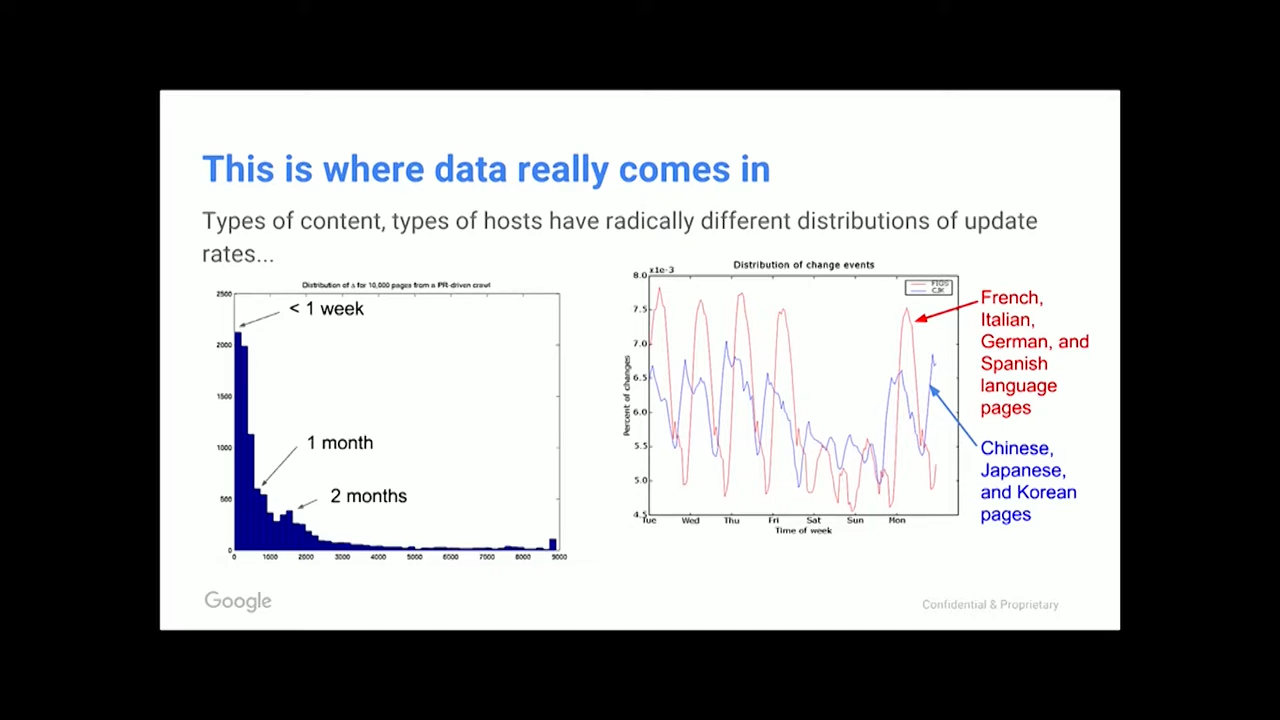 This is where data really comes in
Types of content, types of hosts have radically different distributions of update
rates...
Distribution of Δ for 10,000 pages from a PR-driven crawl
2500
2000
1500
1000
500
0
0 1000 2000 3000 4000 5000 6000 7000 8000 9000
< 1 week
1 month
2 months
Distribution of change events
x1e-3
8.0
7.5
7.0
6.5
6.0
5.5
5.0
4.5
Percent of changes
Tue Wed Thu Fri Sat Sun Mon
Time of week
FIGS
CJK
French,
Italian,
German, and
Spanish
language
pages
Chinese,
Japanese,
and Korean
pages
Google
Confidential & Proprietary